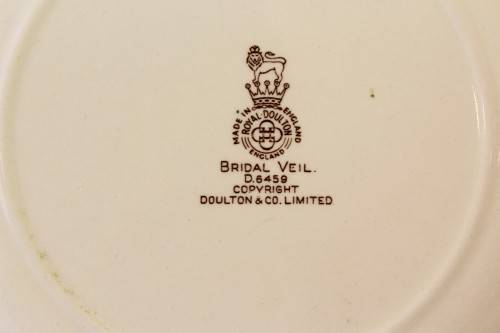 MADE IN ENGLAND
ROYAL·DOULTON
ENGLAND
BRIDAL VEIL.
D.6459
COPYRIGHT
DOULTON & CO. LIMITED.